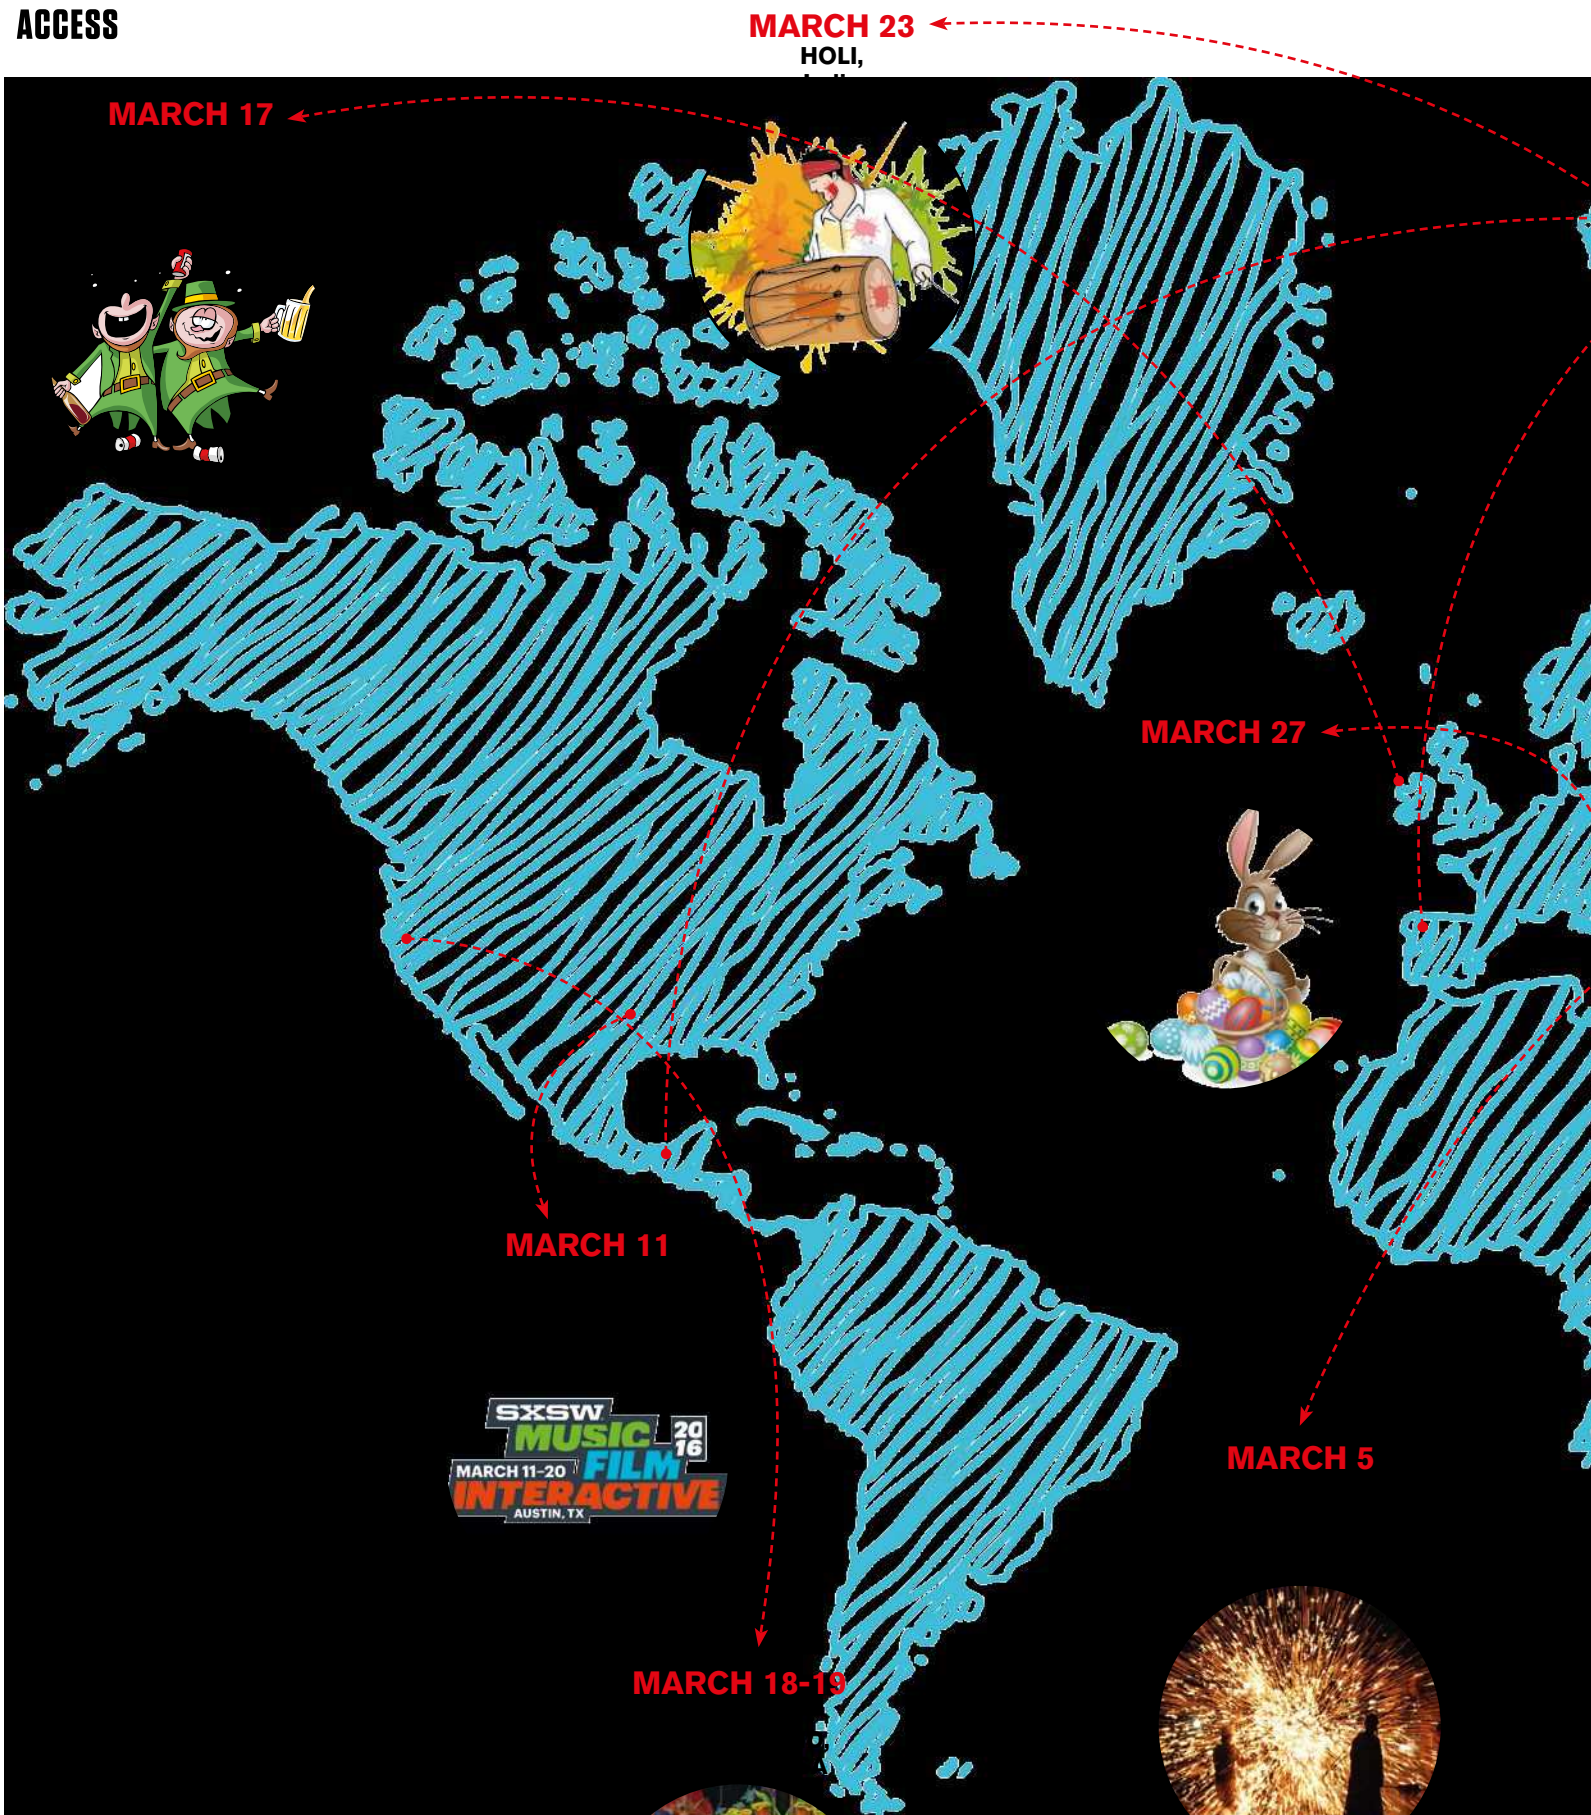 ACCESS
MARCH 23
HOLI,
MARCH 17
MARCH 27
MARCH 11
SXSW
MUSIC
20
16
FILM
MARCH 11-20
INTERACTIVE
AUSTIN, TX
MARCH 5
MARCH 18-19